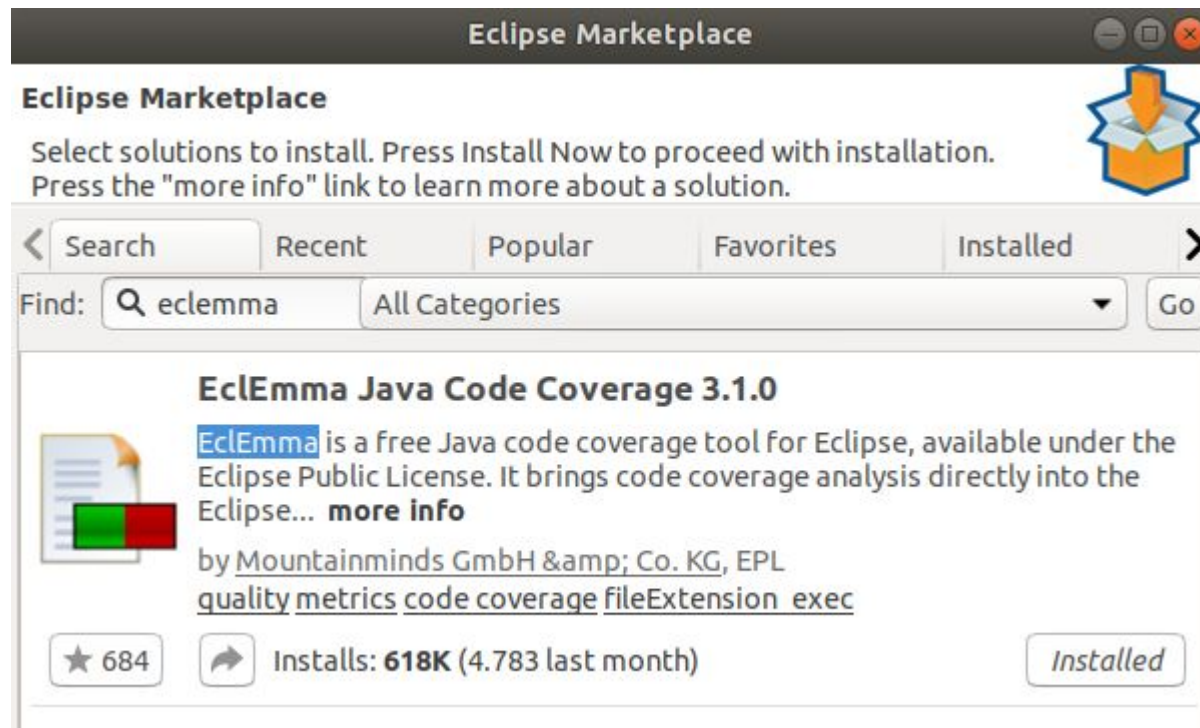 Eclipse Marketplace
Eclipse Marketplace
Select solutions to install. Press Install Now to proceed with installation.
Press the "more info" link to learn more about a solution.
Search Recent Popular Favorites Installed
Find: eclemma All Categories Go
EclEmma Java Code Coverage 3.1.0
EclEmma is a free Java code coverage tool for Eclipse, available under the
Eclipse Public License. It brings code coverage analysis directly into the
Eclipse... more info
by Mountainminds GmbH &amp; Co. KG, EPL
quality metrics code coverage fileExtension_exec
684 Installs: 618K (4.783 last month) Installed